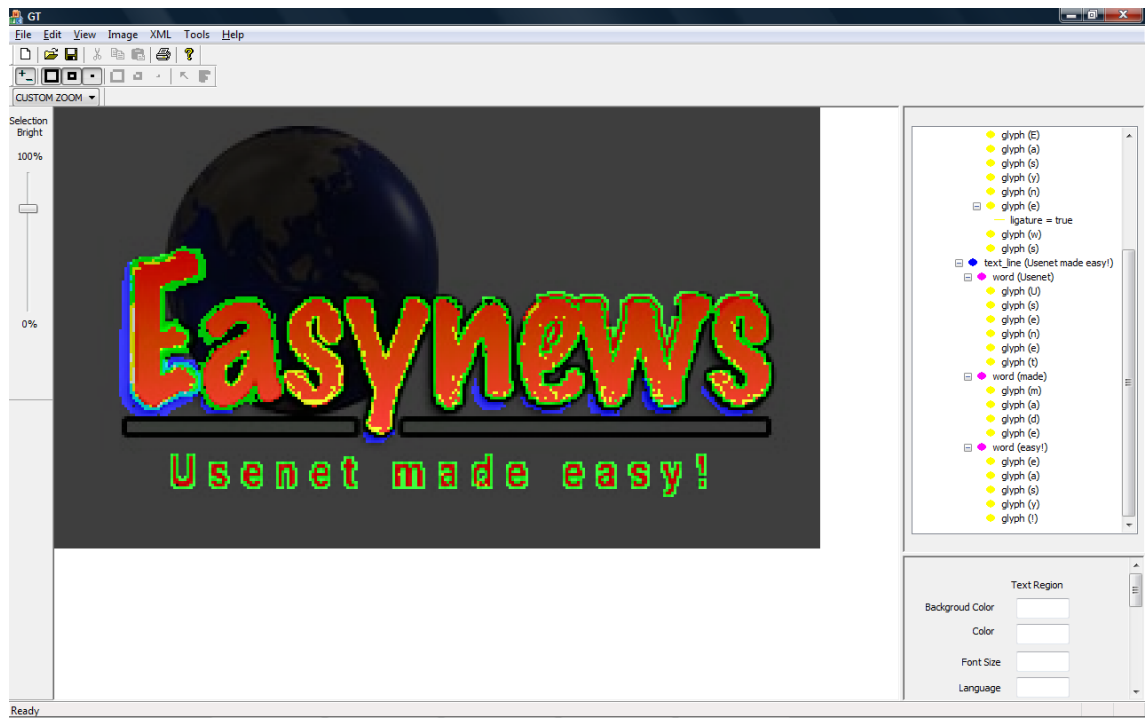 GT
File Edit View Image XML Tools Help
CUSTOM ZOOM
Selection
Bright
100%
0%
Easynews
Usenet made easy!
glyph (E)
glyph (a)
glyph (s)
glyph (y)
glyph (n)
glyph (e)
ligature = true
glyph (w)
glyph (s)
text_line (Usenet made easy!)
word (Usenet)
glyph (U)
glyph (s)
glyph (e)
glyph (n)
glyph (e)
glyph (t)
word (made)
glyph (m)
glyph (a)
glyph (d)
glyph (e)
word (easy!)
glyph (e)
glyph (a)
glyph (s)
glyph (y)
glyph (!)
Text Region
Backgroud Color
Color
Font Size
Language
Ready